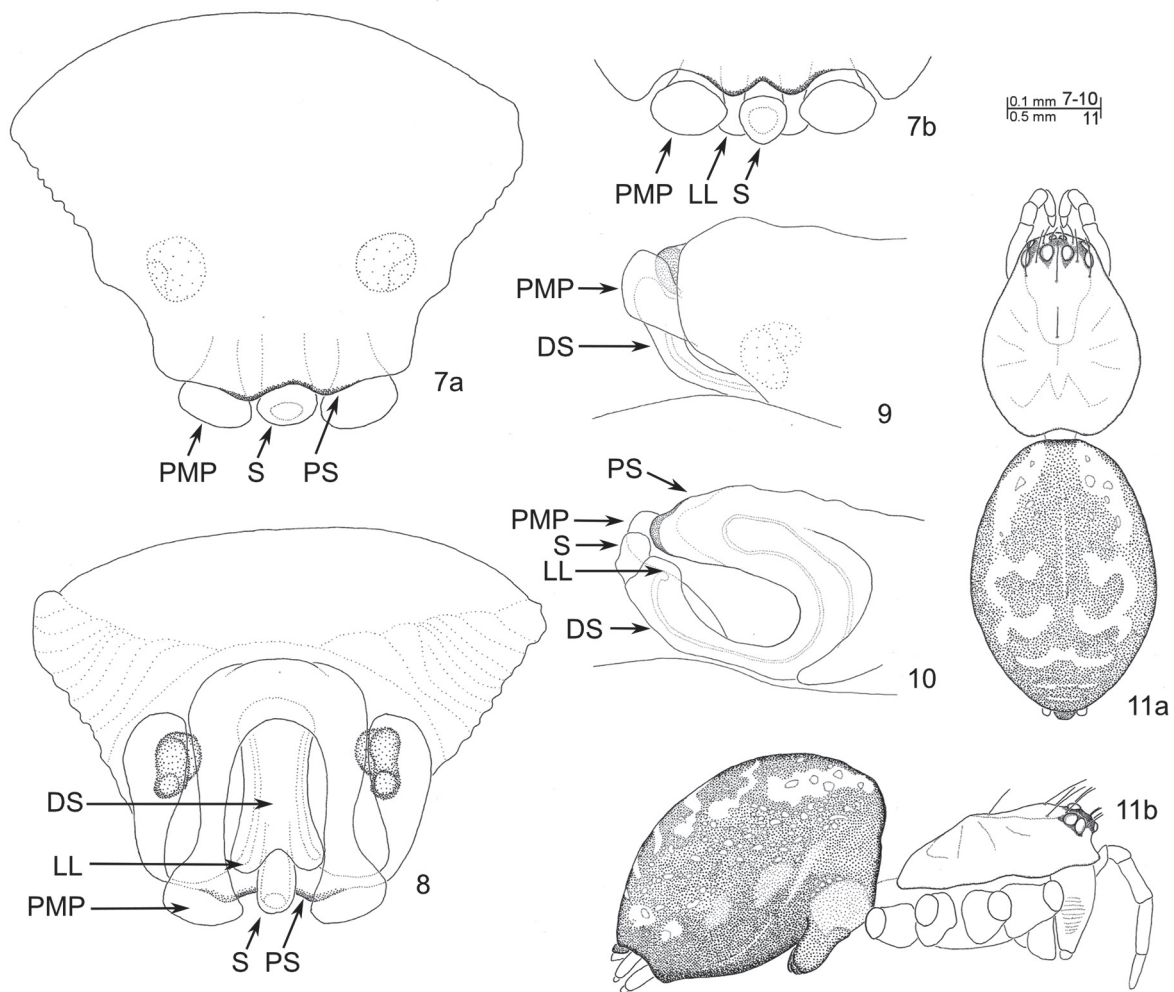 7a
PMP S PS
7b
PMP LL S
0.1 mm 7-10
0.5 mm 11
PMP
DS
9
PS
PMP
S
LL
DS
10
DS
LL
PMP
8
S PS
11a
11b